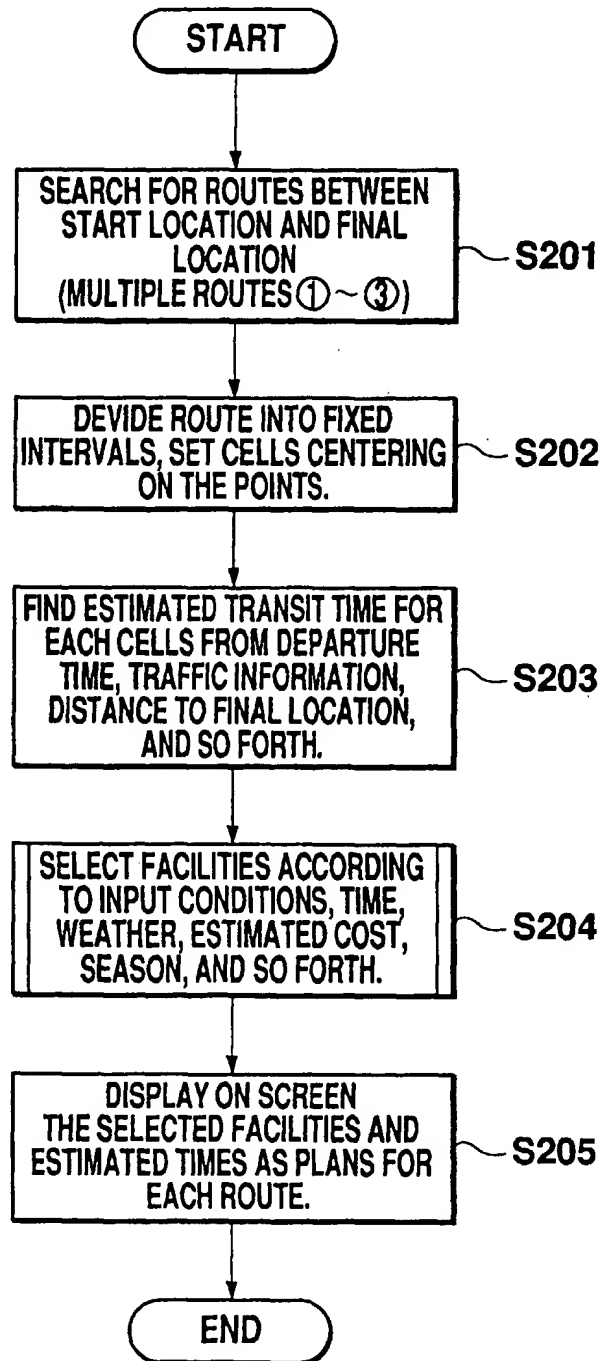 START
SEARCH FOR ROUTES BETWEEN
START LOCATION AND FINAL
LOCATION
(MULTIPLE ROUTES ① ~ ③)
S201
DEVIDE ROUTE INTO FIXED
INTERVALS, SET CELLS CENTERING
ON THE POINTS.
S202
FIND ESTIMATED TRANSIT TIME FOR
EACH CELLS FROM DEPARTURE
TIME, TRAFFIC INFORMATION,
DISTANCE TO FINAL LOCATION,
AND SO FORTH.
S203
SELECT FACILITIES ACCORDING
TO INPUT CONDITIONS, TIME,
WEATHER, ESTIMATED COST,
SEASON, AND SO FORTH.
S204
DISPLAY ON SCREEN
THE SELECTED FACILITIES AND
ESTIMATED TIMES AS PLANS FOR
EACH ROUTE.
S205
END